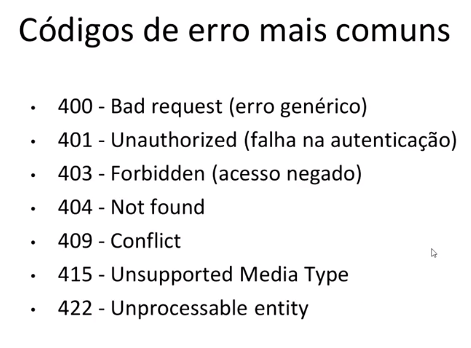 Códigos de erro mais comuns
• 400 - Bad request (erro genérico)
• 401 - Unauthorized (falha na autenticação)
• 403 - Forbidden (acesso negado)
• 404 - Not found
• 409 - Conflict
• 415 - Unsupported Media Type
• 422 - Unprocessable entity